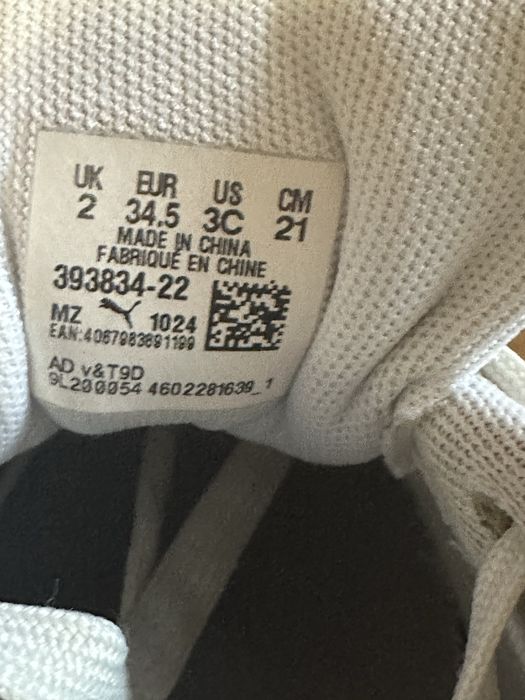 UK EUR US CM
2 34.5 3C 21
MADE IN CHINA
FABRIQUÉ EN CHINE
393834-22
MZ 1024
EAN:4067983691199
AD v&T9D
9L200054 4602281639_1